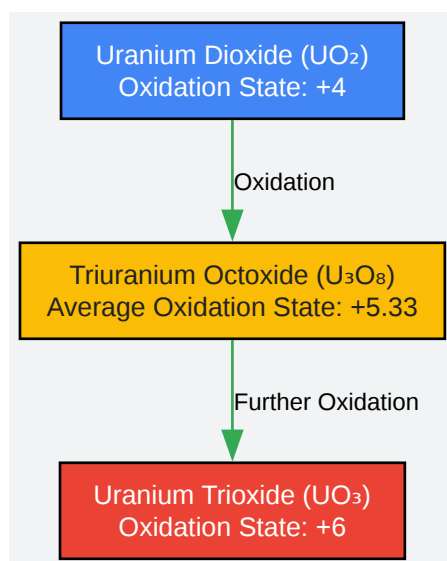 Uranium Dioxide (UO₂)
Oxidation State: +4
Oxidation
Triuranium Octoxide (U₃O₈)
Average Oxidation State: +5.33
Further Oxidation
Uranium Trioxide (UO₃)
Oxidation State: +6